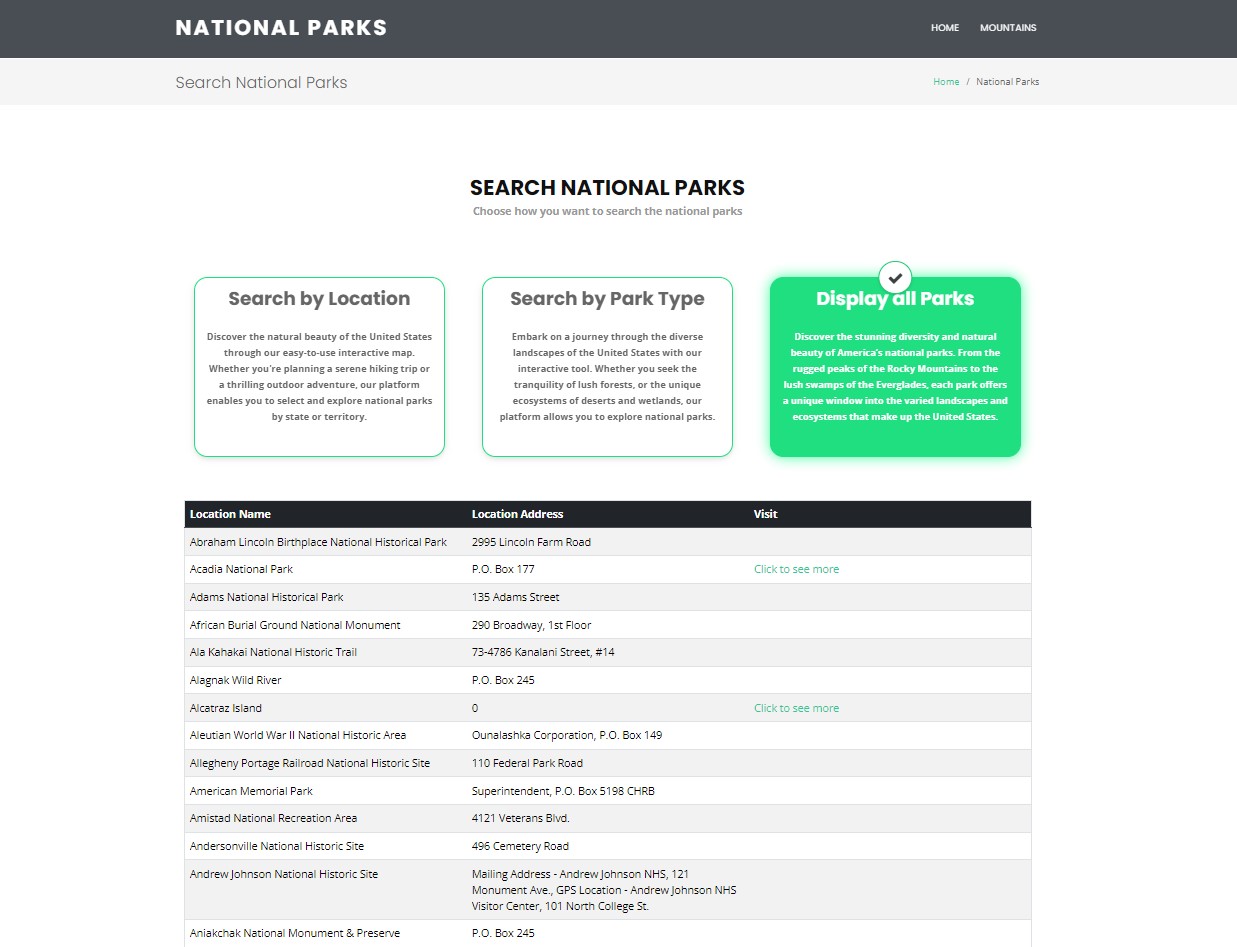 NATIONAL PARKS
HOME MOUNTAINS
Search National Parks
Home / National Parks
SEARCH NATIONAL PARKS
Choose how you want to search the national parks
Search by Location
Discover the natural beauty of the United States
through our easy-to-use interactive map.
Whether you're planning a serene hiking trip or
a thrilling outdoor adventure, our platform
enables you to select and explore national parks
by state or territory.
Search by Park Type
Embark on a journey through the diverse
landscapes of the United States with our
interactive tool. Whether you seek the
tranquility of lush forests, or the unique
ecosystems of deserts and wetlands, our
platform allows you to explore national parks.
Display all Parks
Discover the stunning diversity and natural
beauty of America's national parks. From the
rugged peaks of the Rocky Mountains to the
lush swamps of the Everglades, each park offers
a unique window into the varied landscapes and
ecosystems that make up the United States.
Location Name Location Address Visit
Abraham Lincoln Birthplace National Historical Park 2995 Lincoln Farm Road
Acadia National Park P.O. Box 177 Click to see more
Adams National Historical Park 135 Adams Street
African Burial Ground National Monument 290 Broadway, 1st Floor
Ala Kahakai National Historic Trail 73-4786 Kanalani Street, #14
Alagnak Wild River P.O. Box 245
Alcatraz Island 0 Click to see more
Aleutian World War II National Historic Area Ounalashka Corporation, P.O. Box 149
Allegheny Portage Railroad National Historic Site 110 Federal Park Road
American Memorial Park Superintendent, P.O. Box 5198 CHRB
Amistad National Recreation Area 4121 Veterans Blvd.
Andersonville National Historic Site 496 Cemetery Road
Andrew Johnson National Historic Site Mailing Address - Andrew Johnson NHS, 121
Monument Ave., GPS Location - Andrew Johnson NHS
Visitor Center, 101 North College St.
Aniakchak National Monument & Preserve P.O. Box 245